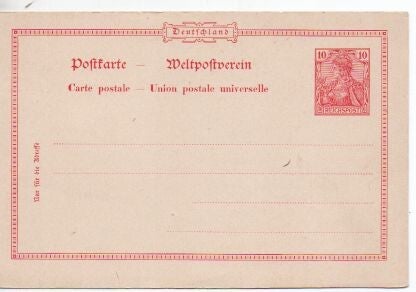 Deutschland
Postkarte — Weltpostverein
Carte postale — Union postale universelle
10 10
REICHSPOST
Nur für die Adresse